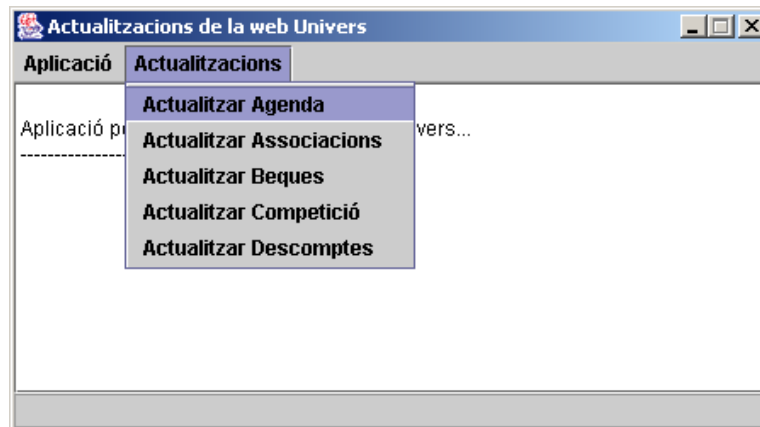 Actualitzacions de la web Univers
Aplicació Actualitzacions
Actualitzar Agenda
Aplicació p vers...
Actualitzar Associacions
-----------------
Actualitzar Beques
Actualitzar Competició
Actualitzar Descomptes